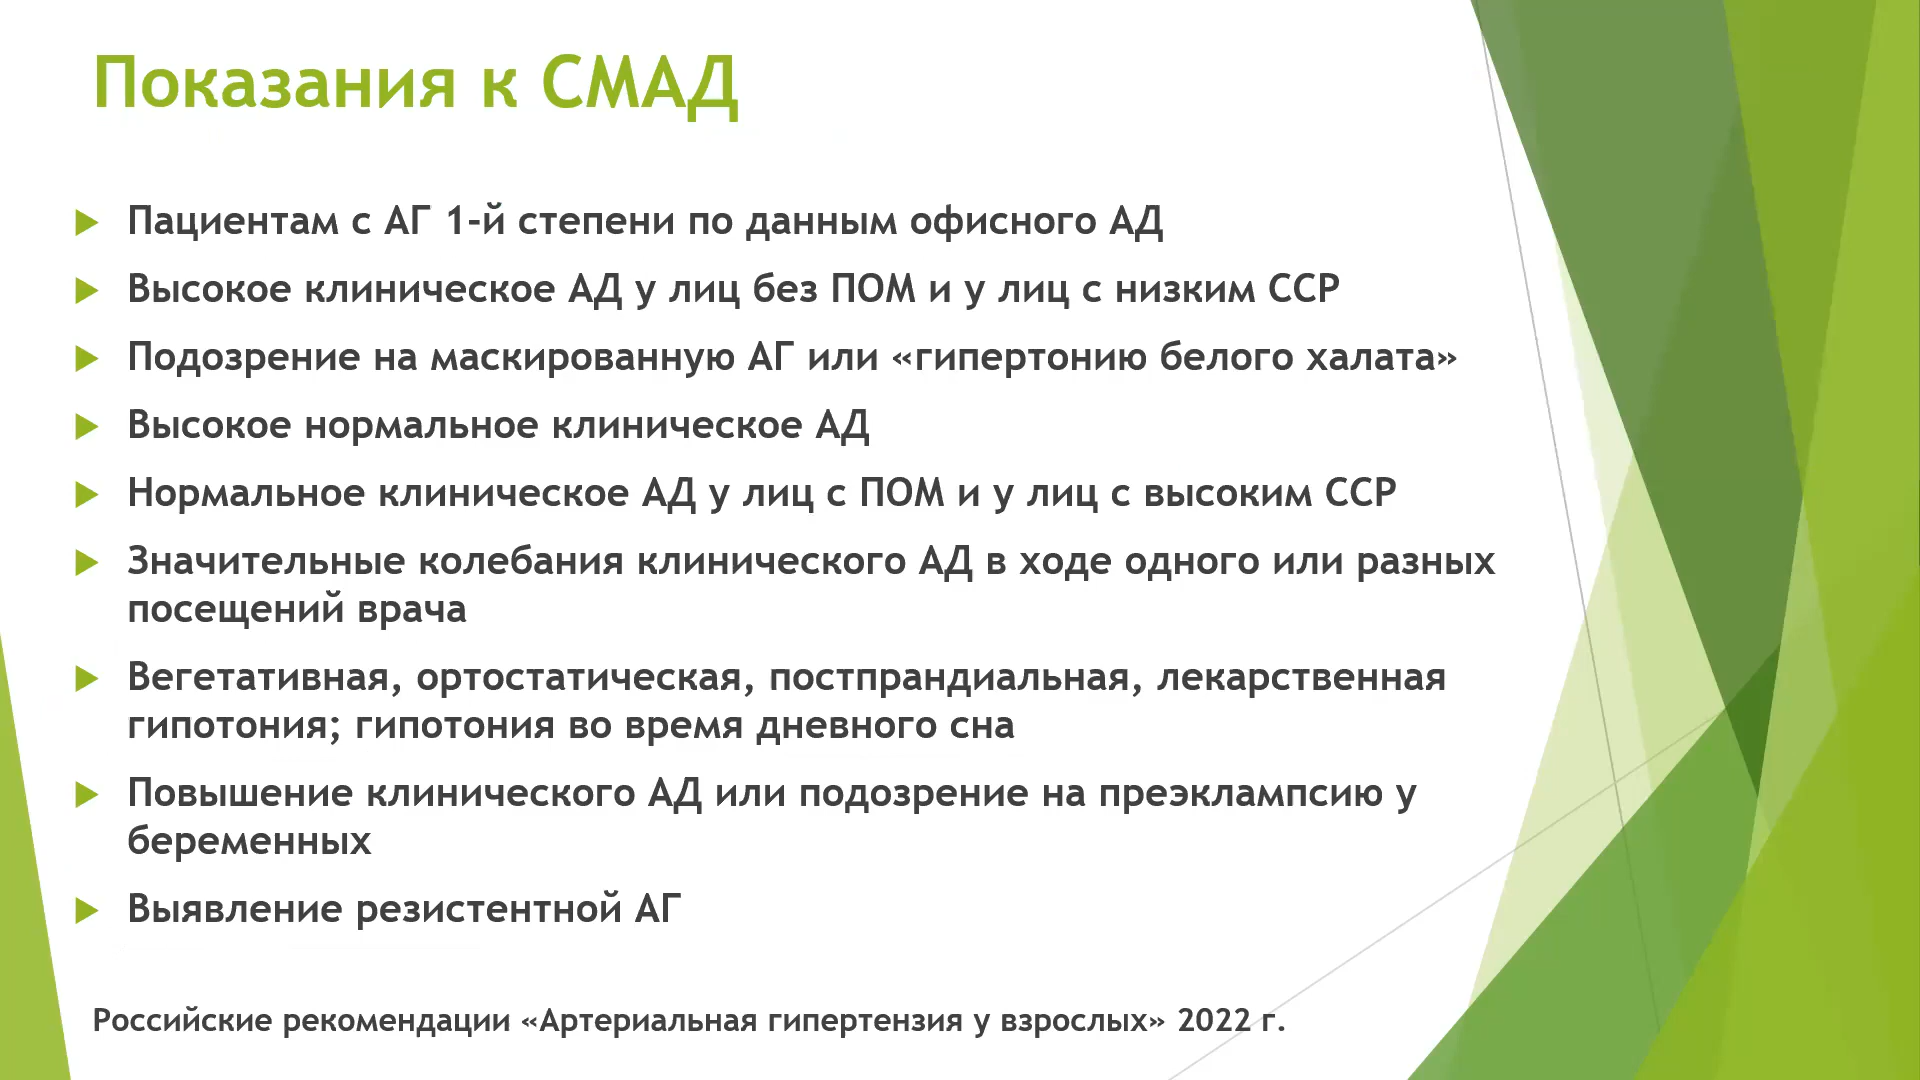 Показания к СМАД
Пациентам с АГ 1-й степени по данным офисного АД
Высокое клиническое АД у лиц без ПОМ и у лиц с низким ССР
Подозрение на маскированную АГ или «гипертонию белого халата»
Высокое нормальное клиническое АД
Нормальное клиническое АД у лиц с ПОМ и у лиц с высоким ССР
Значительные колебания клинического АД в ходе одного или разных
посещений врача
Вегетативная, ортостатическая, постпрандиальная, лекарственная
гипотония; гипотония во время дневного сна
Повышение клинического АД или подозрение на преэклампсию у
беременных
Выявление резистентной АГ
Российские рекомендации «Артериальная гипертензия у взрослых» 2022 г.